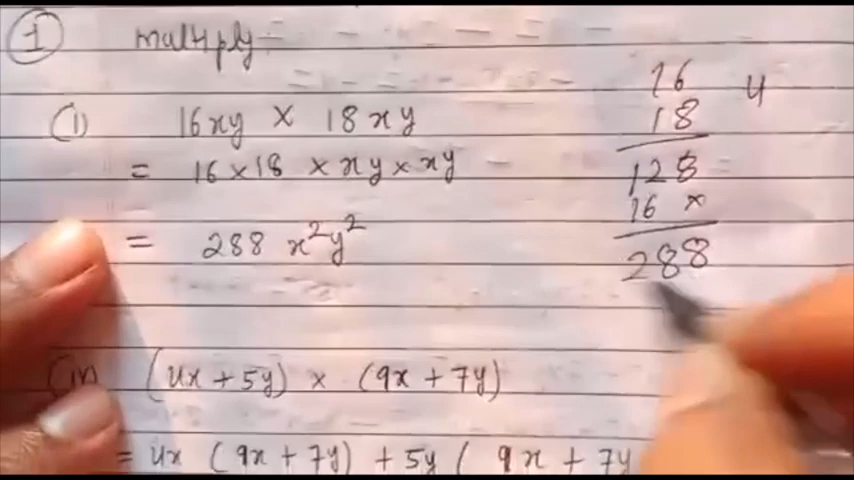 1 multiply
(i) 16xy × 18xy
= 16×18 × xy × xy
= 288 x²y²
16 4
18
128
16 ×
288
(ii) (4x + 5y) × (9x + 7y)
= 4x (9x + 7y) + 5y ( 9x + 7y